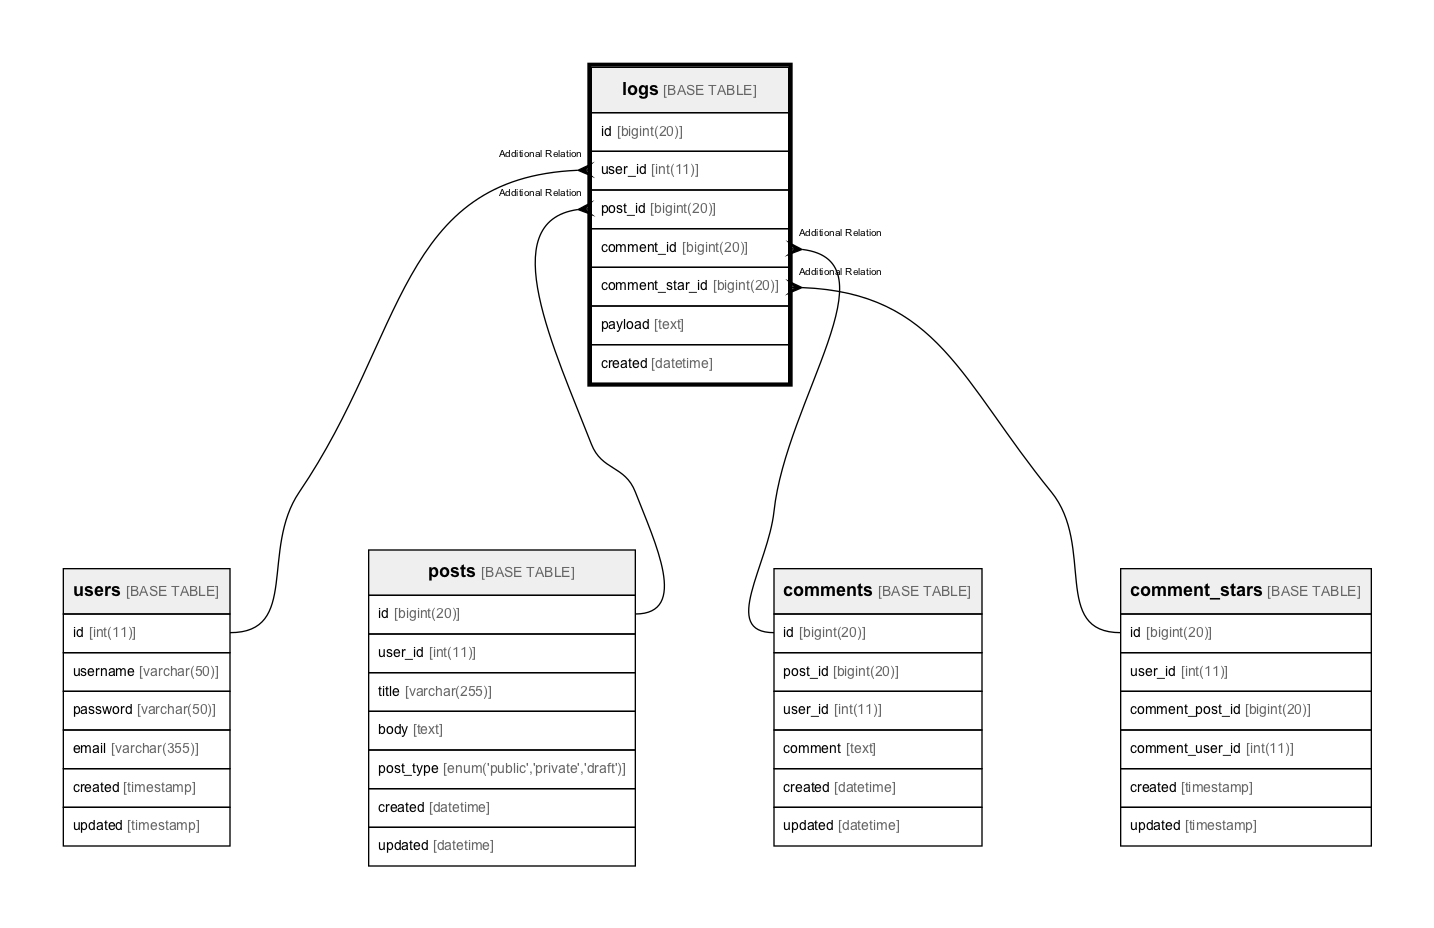 logs [BASE TABLE]
id [bigint(20)]
Additional Relation
user_id [int(11)]
Additional Relation
post_id [bigint(20)]
Additional Relation
comment_id [bigint(20)]
Additional Relation
comment_star_id [bigint(20)]
payload [text]
created [datetime]
users [BASE TABLE]
id [int(11)]
username [varchar(50)]
password [varchar(50)]
email [varchar(355)]
created [timestamp]
updated [timestamp]
posts [BASE TABLE]
id [bigint(20)]
user_id [int(11)]
title [varchar(255)]
body [text]
post_type [enum('public','private','draft')]
created [datetime]
updated [datetime]
comments [BASE TABLE]
id [bigint(20)]
post_id [bigint(20)]
user_id [int(11)]
comment [text]
created [datetime]
updated [datetime]
comment_stars [BASE TABLE]
id [bigint(20)]
user_id [int(11)]
comment_post_id [bigint(20)]
comment_user_id [int(11)]
created [timestamp]
updated [timestamp]